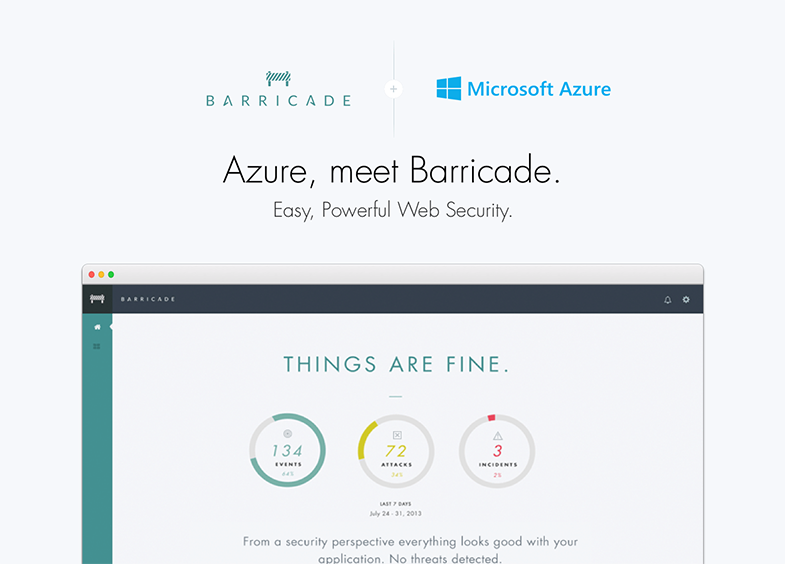 BARRICADE
+
Microsoft Azure
Azure, meet Barricade.
Easy, Powerful Web Security.
BARRICADE
THINGS ARE FINE.
134
EVENTS
64%
72
ATTACKS
34%
3
INCIDENTS
2%
LAST 7 DAYS
July 24 - 31, 2013
From a security perspective everything looks good with your
application. No threats detected.